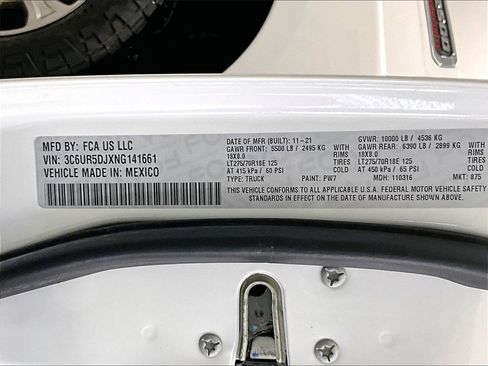 MFD BY: FCA US LLC
VIN: 3C6UR5DJXNG141661
VEHICLE MADE IN: MEXICO
DATE OF MFR (BUILT): 11-21
GVWR: 10000 LB / 4536 KG
GAWR FRONT: 5500 LB / 2495 KG WITH
GAWR REAR: 6390 LB / 2899 KG WITH
18X8.0 RIMS
18X8.0 RIMS
LT275/70R18E 125 TIRES
LT275/70R18E 125 TIRES
AT 415 kPa / 60 PSI COLD
AT 450 kPa / 65 PSI COLD
TYPE: TRUCK PAINT: PW7 MDH: 110316 MKT: 875
THIS VEHICLE CONFORMS TO ALL APPLICABLE U.S.A. FEDERAL MOTOR VEHICLE SAFETY
STANDARDS IN EFFECT ON THE DATE OF MANUFACTURE SHOWN ABOVE.